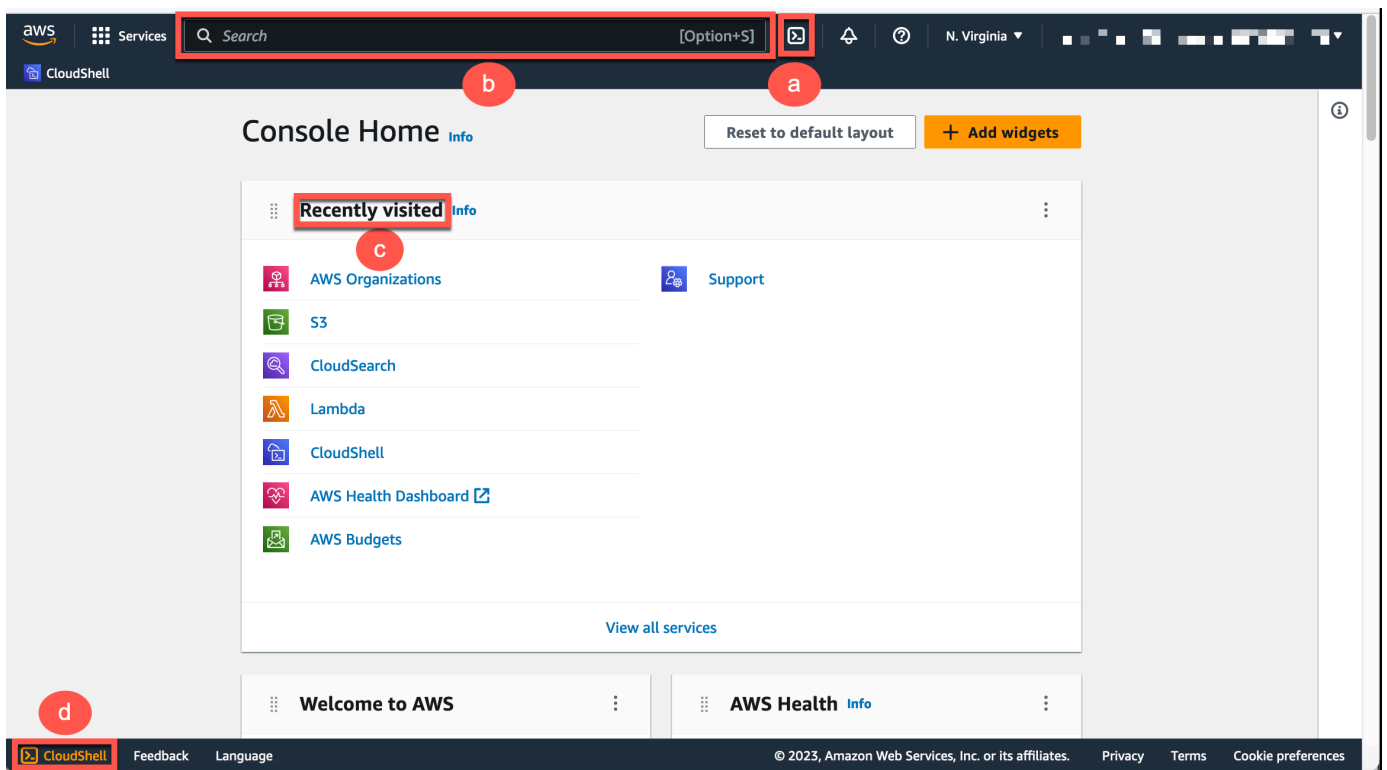 aws Services Search [Option+S] N. Virginia
CloudShell
b
a
Console Home Info
Reset to default layout
+ Add widgets
Recently visited Info
c
AWS Organizations
Support
S3
CloudSearch
Lambda
CloudShell
AWS Health Dashboard
AWS Budgets
View all services
Welcome to AWS
AWS Health Info
d
CloudShell Feedback Language © 2023, Amazon Web Services, Inc. or its affiliates. Privacy Terms Cookie preferences